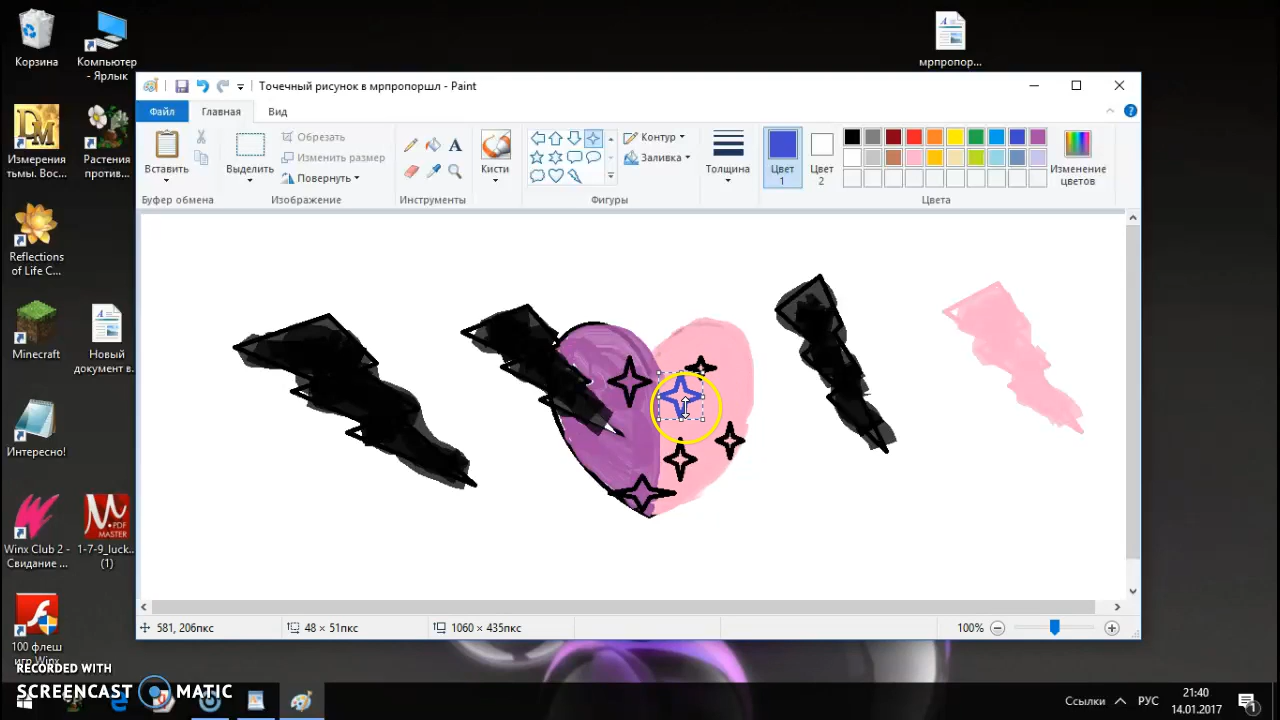 Корзина
Компьютер
- Ярлык
мрпропор...
Измерения
тьмы. Вос...
Растения
против...
Reflections
of Life C...
Minecraft
Новый
документ в...
Интересно!
Winx Club 2 -
Свидание ...
PDF
MASTER
1-7-9_luck...
(1)
100 флеш
игр Winx
Точечный рисунок в мрпропоршл - Paint
Файл
Главная
Вид
Вставить
Буфер обмена
Выделить
Обрезать
Изменить размер
Повернуть
Изображение
Инструменты
Кисти
Контур
Заливка
Фигуры
Толщина
Цвет
1
Цвет
2
Изменение
цветов
Цвета
581, 206пкс
48 × 51пкс
1060 × 435пкс
100%
RECORDED WITH
SCREENCAST MATIC
Ссылки
РУС
21:40
14.01.2017
1